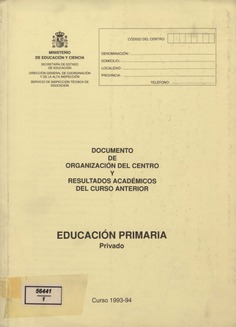 MINISTERIO
DE EDUCACIÓN Y CIENCIA
SECRETARÍA DE ESTADO
DE EDUCACIÓN
DIRECCIÓN GENERAL DE COORDINACIÓN
Y DE LA ALTA INSPECCIÓN
SERVICIO DE INSPECCIÓN TÉCNICA DE
EDUCACIÓN
CÓDIGO DEL CENTRO
DENOMINACIÓN:
DOMICILIO:
LOCALIDAD:
PROVINCIA:
TELÉFONO:
DOCUMENTO
DE
ORGANIZACIÓN DEL CENTRO
Y
RESULTADOS ACADÉMICOS
DEL CURSO ANTERIOR
EDUCACIÓN PRIMARIA
Privado
56441
1
Curso 1993-94